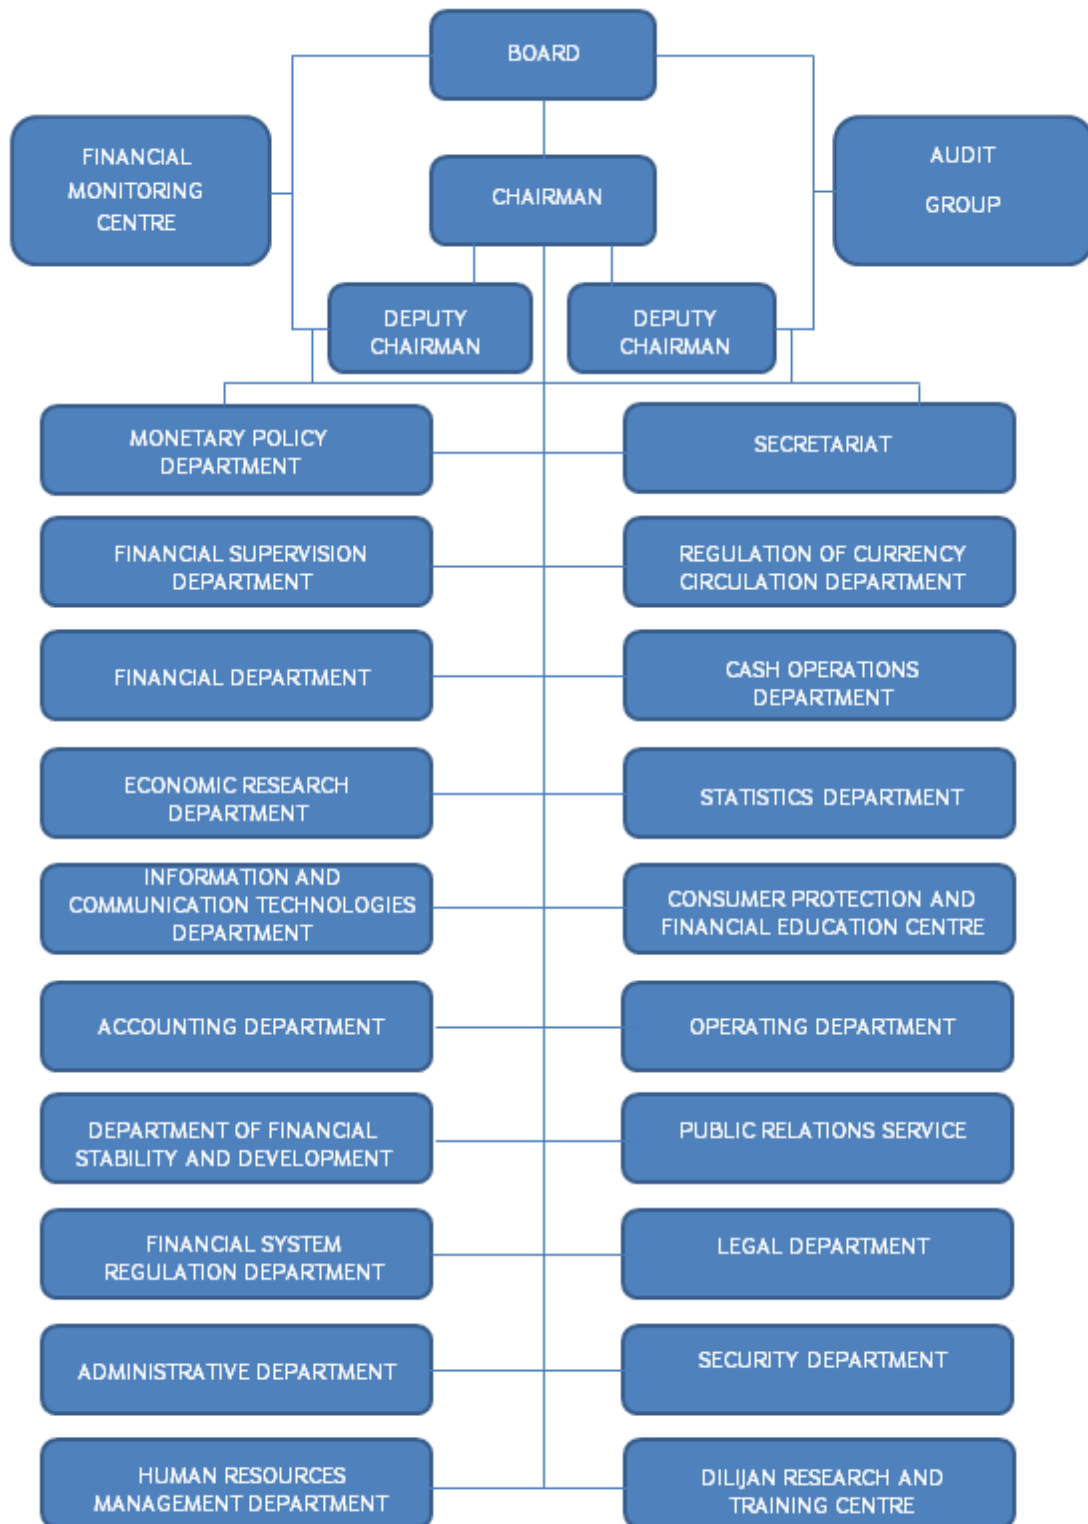 BOARD
FINANCIAL
MONITORING
CENTRE
CHAIRMAN
AUDIT
GROUP
DEPUTY
CHAIRMAN
DEPUTY
CHAIRMAN
MONETARY POLICY
DEPARTMENT
SECRETARIAT
FINANCIAL SUPERVISION
DEPARTMENT
REGULATION OF CURRENCY
CIRCULATION DEPARTMENT
FINANCIAL DEPARTMENT
CASH OPERATIONS
DEPARTMENT
ECONOMIC RESEARCH
DEPARTMENT
STATISTICS DEPARTMENT
INFORMATION AND
COMMUNICATION TECHNOLOGIES
DEPARTMENT
CONSUMER PROTECTION AND
FINANCIAL EDUCATION CENTRE
ACCOUNTING DEPARTMENT
OPERATING DEPARTMENT
DEPARTMENT OF FINANCIAL
STABILITY AND DEVELOPMENT
PUBLIC RELATIONS SERVICE
FINANCIAL SYSTEM
REGULATION DEPARTMENT
LEGAL DEPARTMENT
ADMINISTRATIVE DEPARTMENT
SECURITY DEPARTMENT
HUMAN RESOURCES
MANAGEMENT DEPARTMENT
DILIJAN RESEARCH AND
TRAINING CENTRE